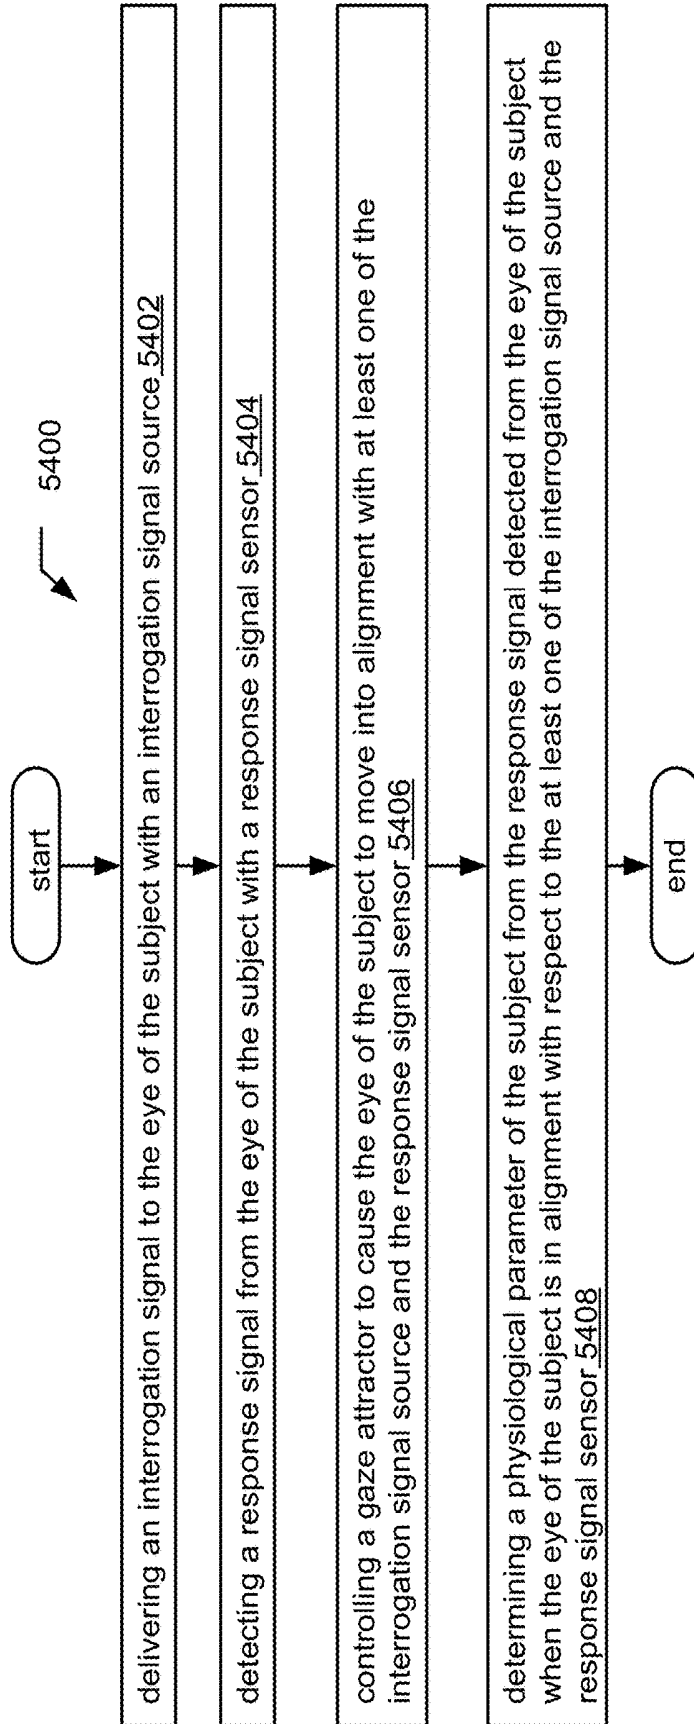 5400
start
delivering an interrogation signal to the eye of the subject with an interrogation signal source 5402
detecting a response signal from the eye of the subject with a response signal sensor 5404
controlling a gaze attractor to cause the eye of the subject to move into alignment with at least one of the
interrogation signal source and the response signal sensor 5406
determining a physiological parameter of the subject from the response signal detected from the eye of the subject
when the eye of the subject is in alignment with respect to the at least one of the interrogation signal source and the
response signal sensor 5408
end